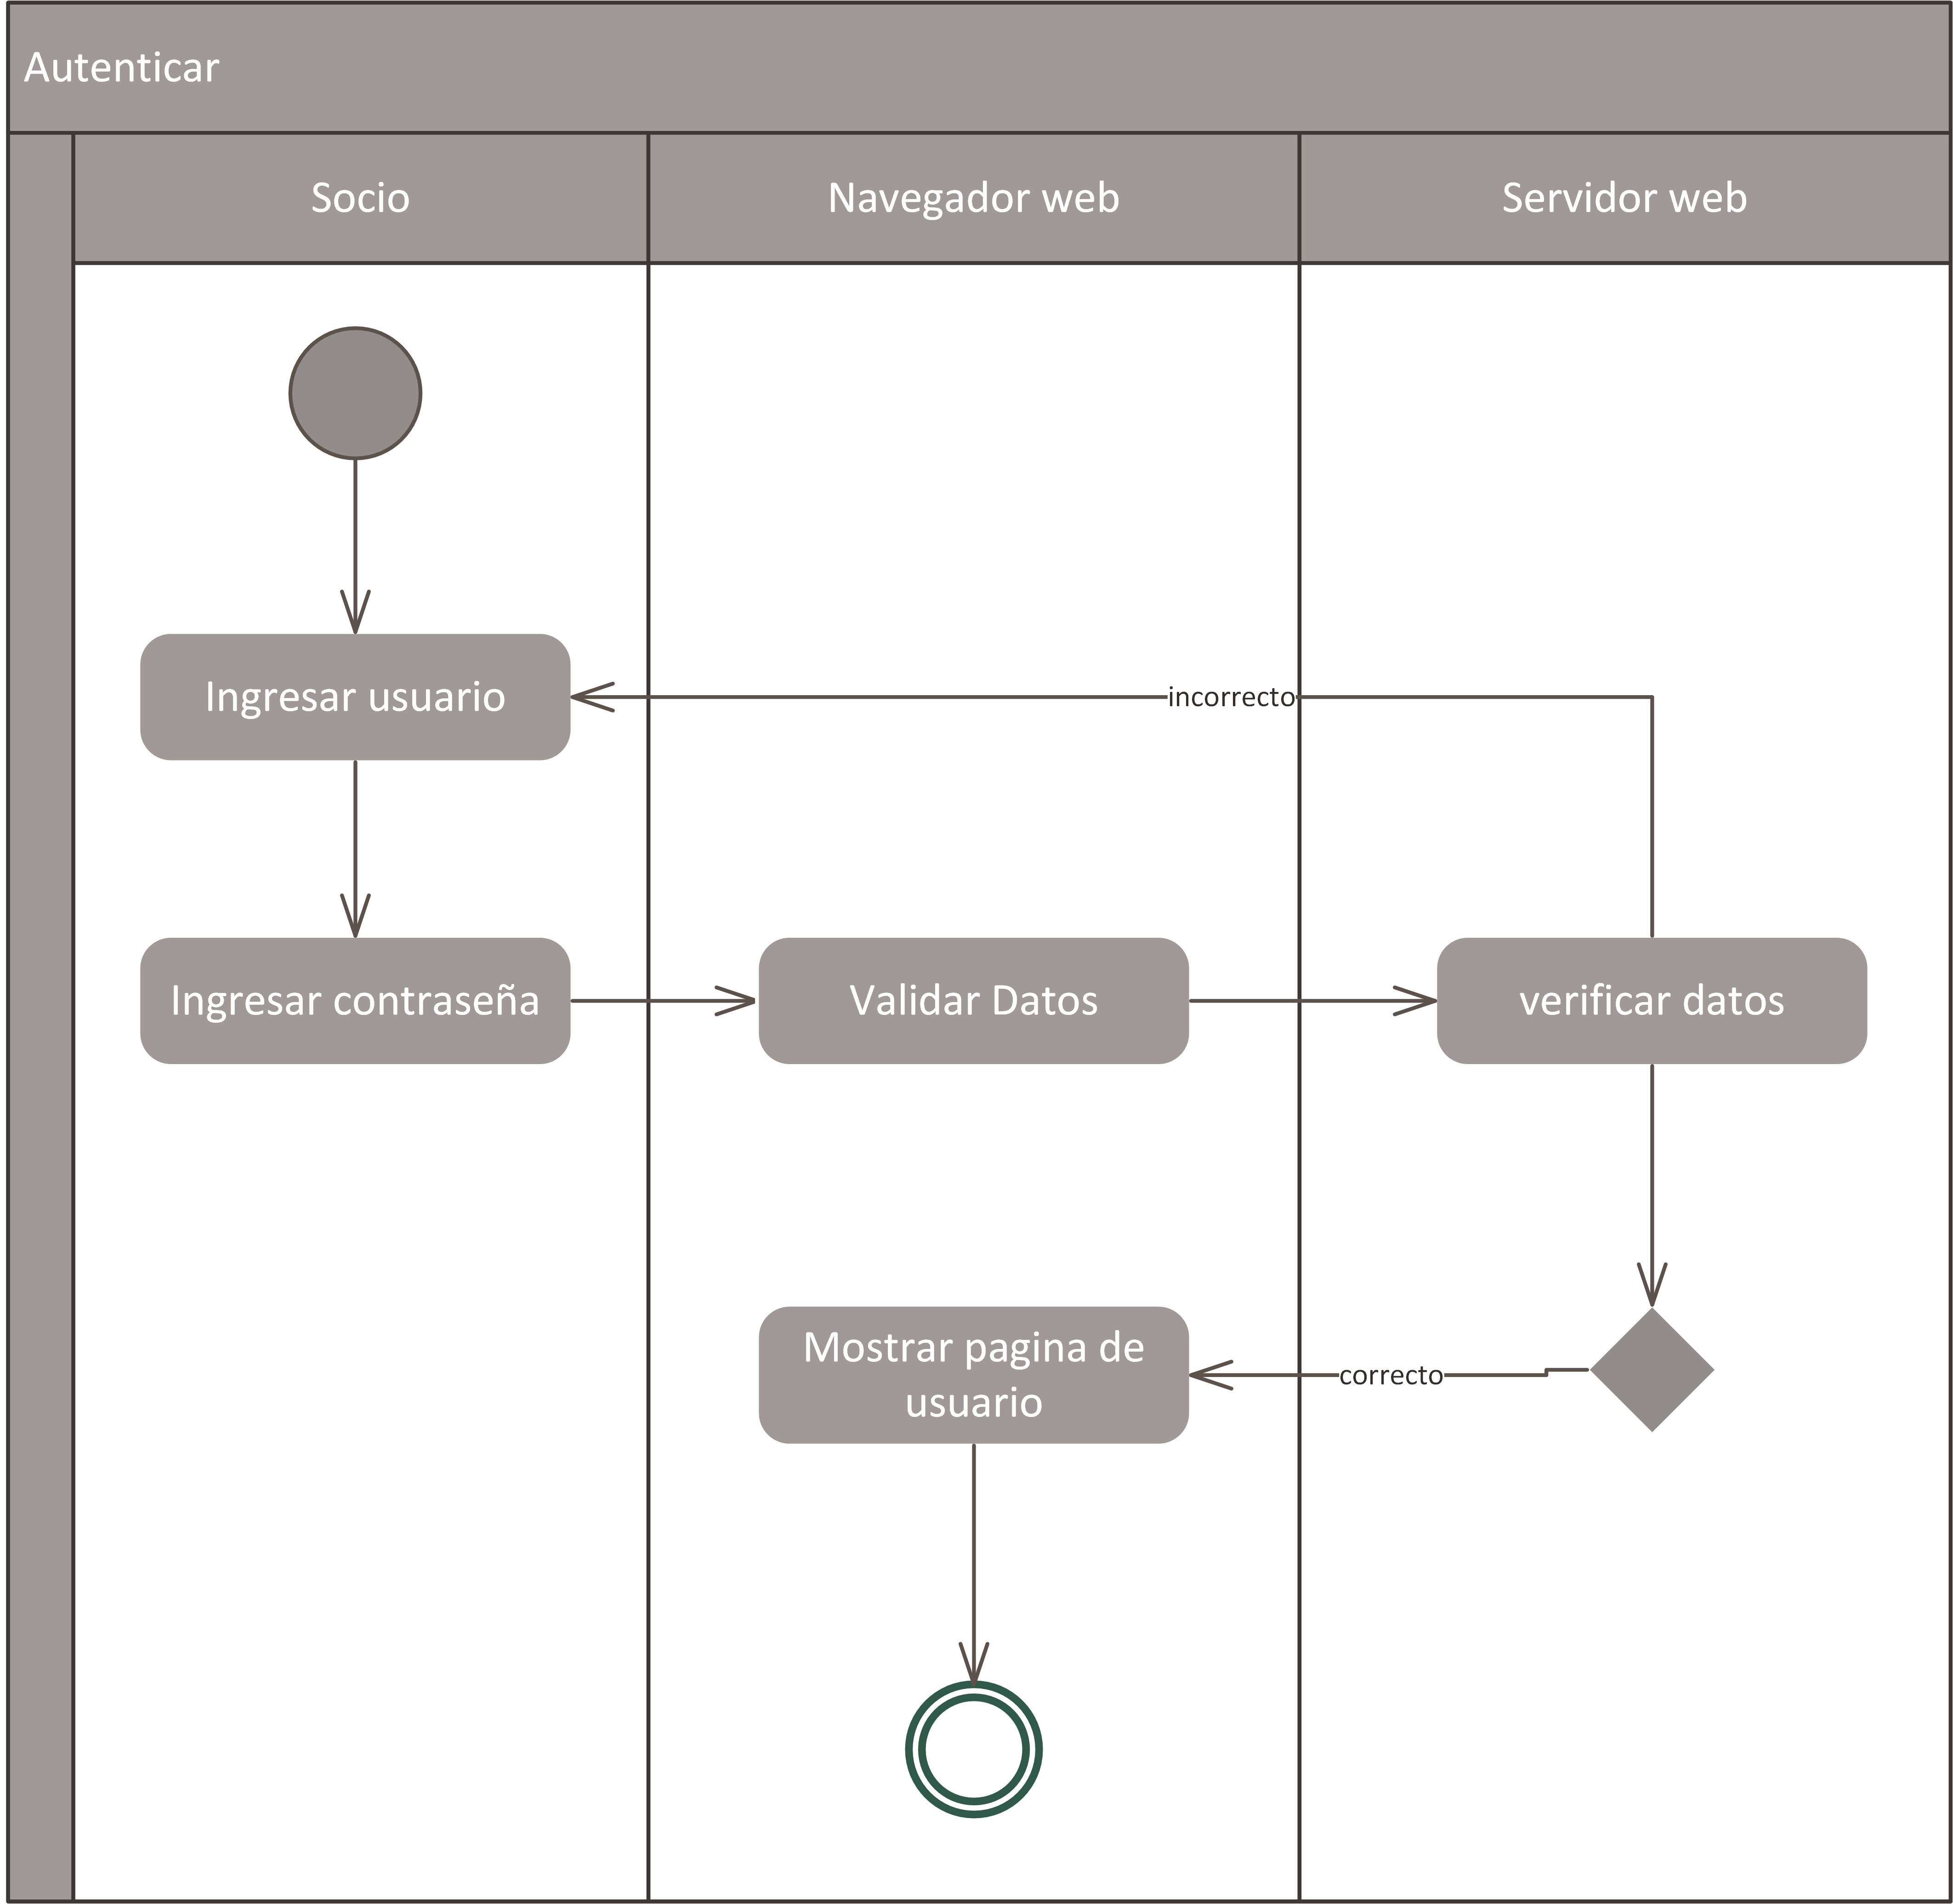 Autenticar
Socio
Navegador web
Servidor web
Ingresar usuario
incorrecto
Ingresar contraseña
Validar Datos
verificar datos
Mostrar pagina de
usuario
correcto